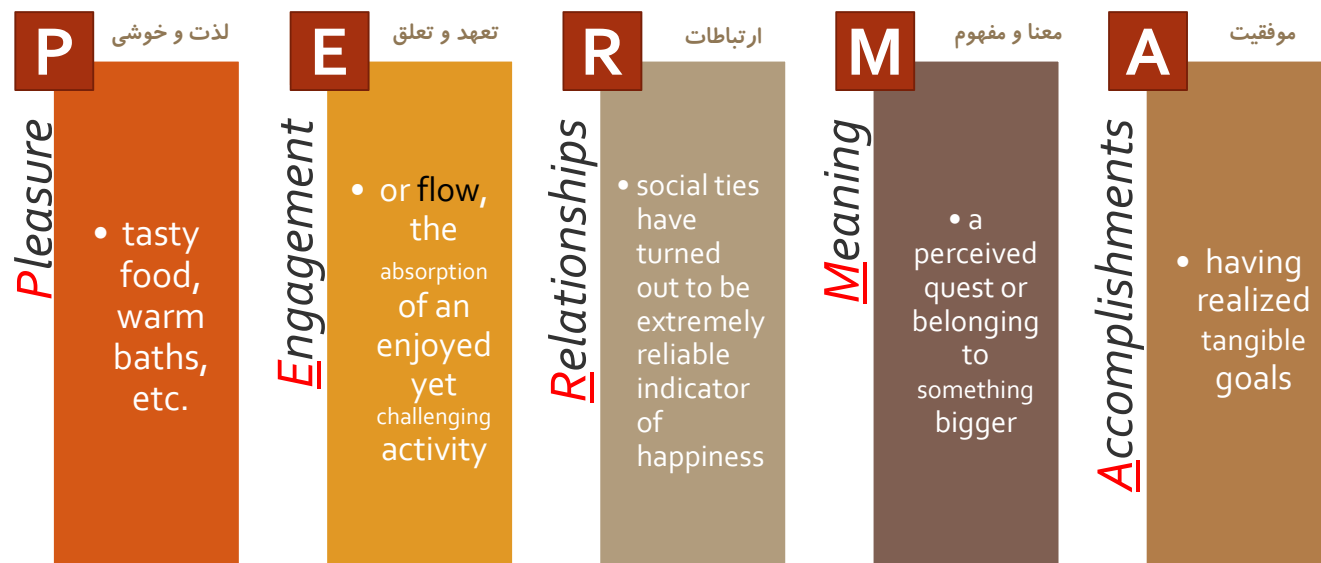 P
لذت و خوشی
Pleasure
• tasty
food,
warm
baths,
etc.
E
تعهد و تعلق
Engagement
• or flow,
the
absorption
of an
enjoyed
yet
challenging
activity
R
ارتباطات
Relationships
• social ties
have
turned
out to be
extremely
reliable
indicator
of
happiness
M
معنا و مفهوم
Meaning
• a
perceived
quest or
belonging
to
something
bigger
A
موفقیت
Accomplishments
• having
realized
tangible
goals